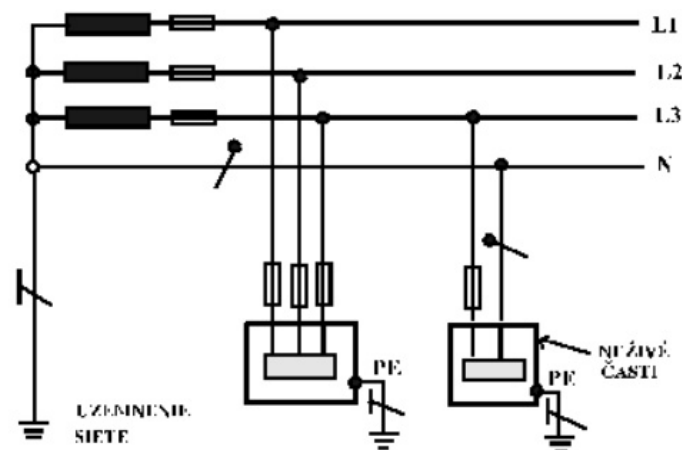 L1
L2
L3
N
PE
NEŽIVÉ
ČASTI
PE
UZEMNENIE
SIETE